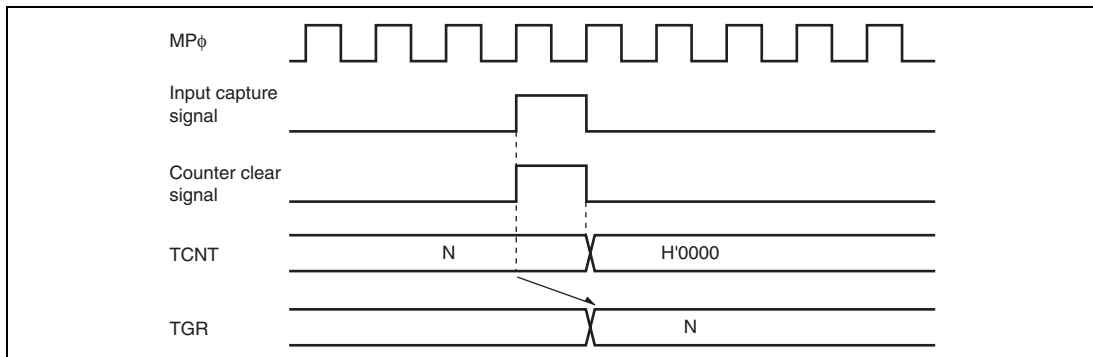 MPφ
Input capture
signal
Counter clear
signal
TCNT
N
H'0000
TGR
N